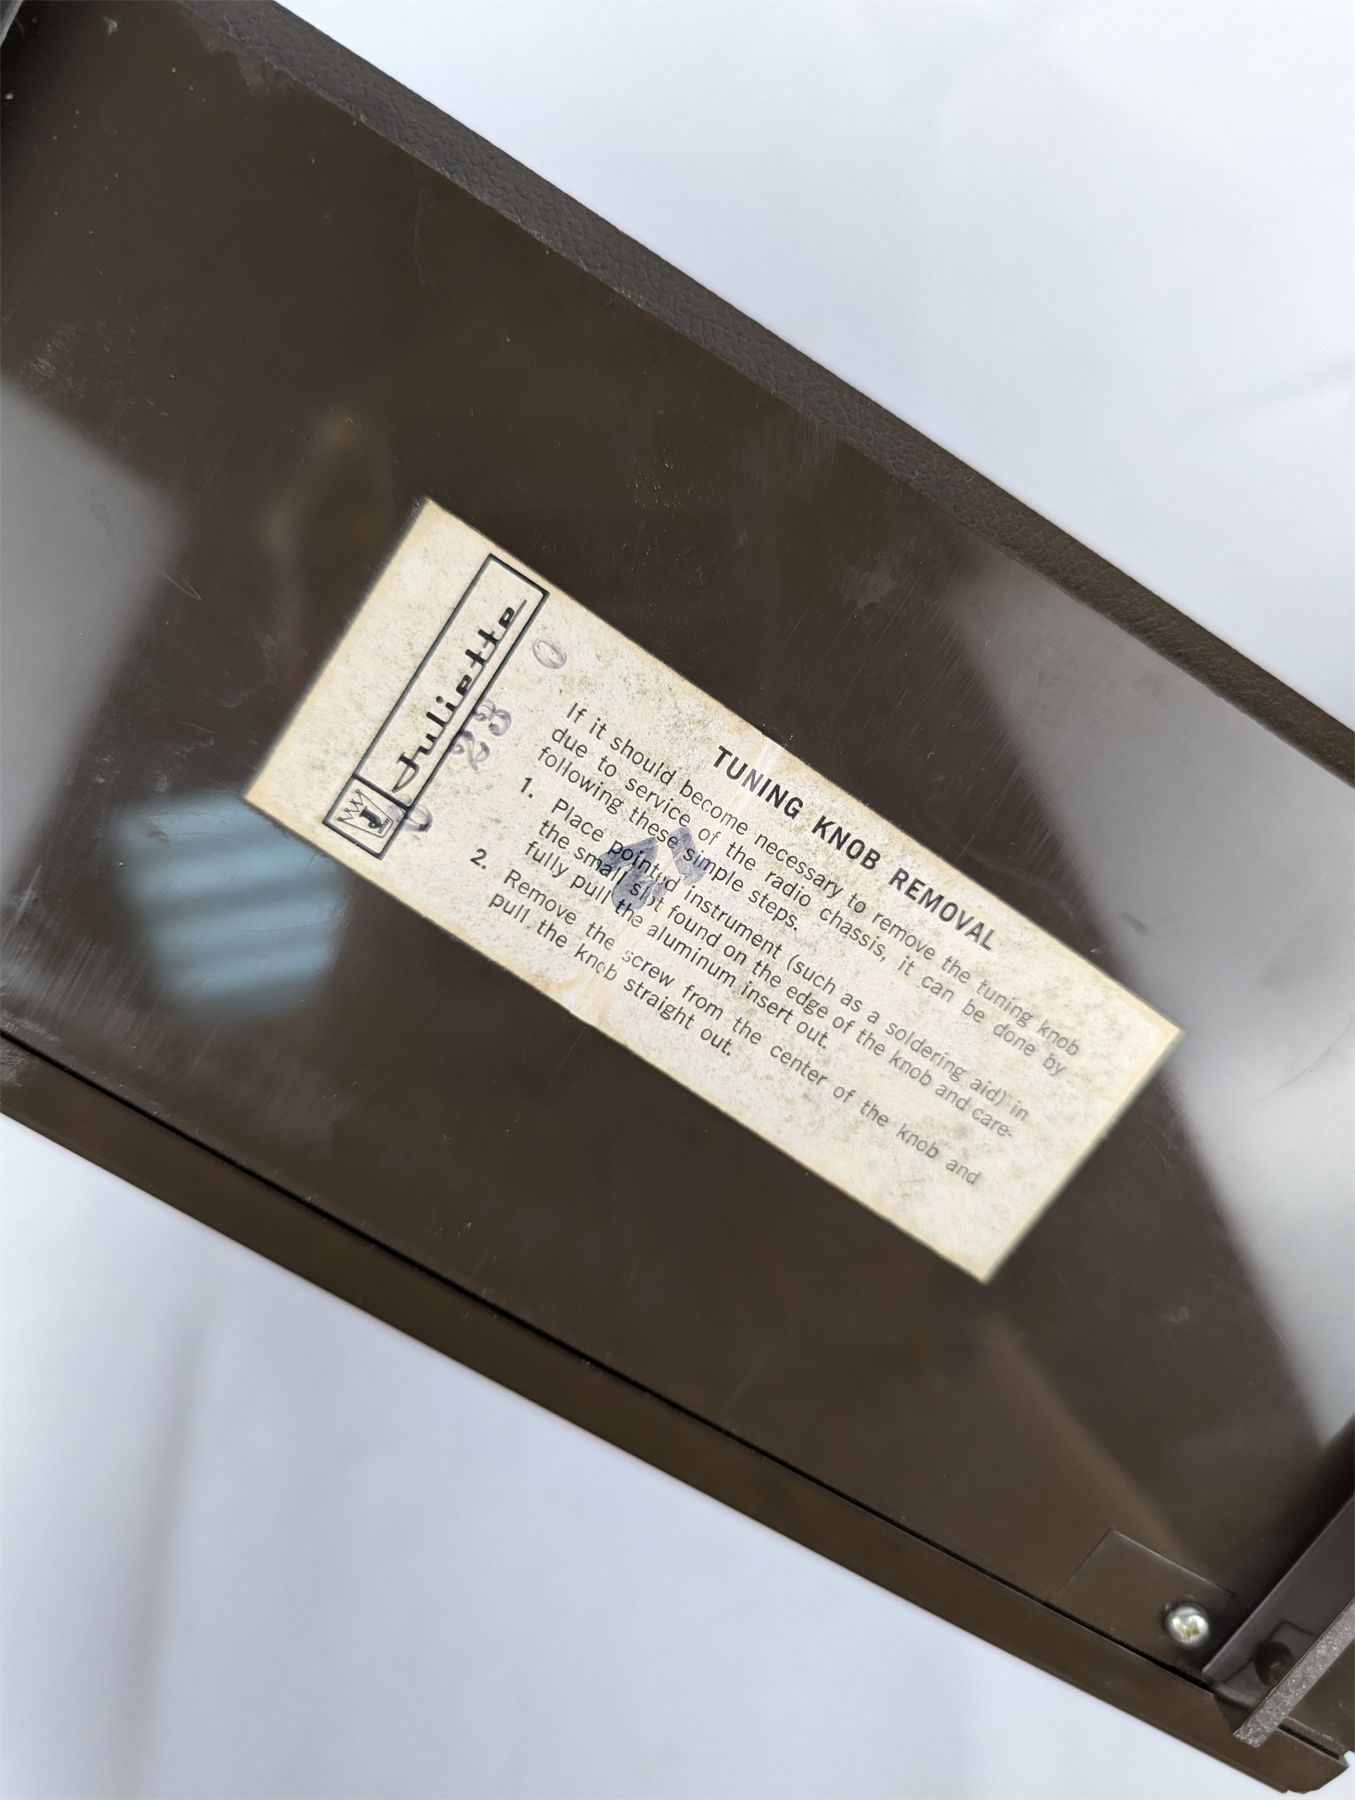 Juliette
TUNING KNOB REMOVAL
If it should become necessary to remove the tuning knob
due to service of the radio chassis, it can be done by
following these simple steps.
1. Place pointed instrument (such as a soldering aid) in
the small slot found on the edge of the knob and care-
fully pull the aluminum insert out.
2. Remove the screw from the center of the knob and
pull the knob straight out.